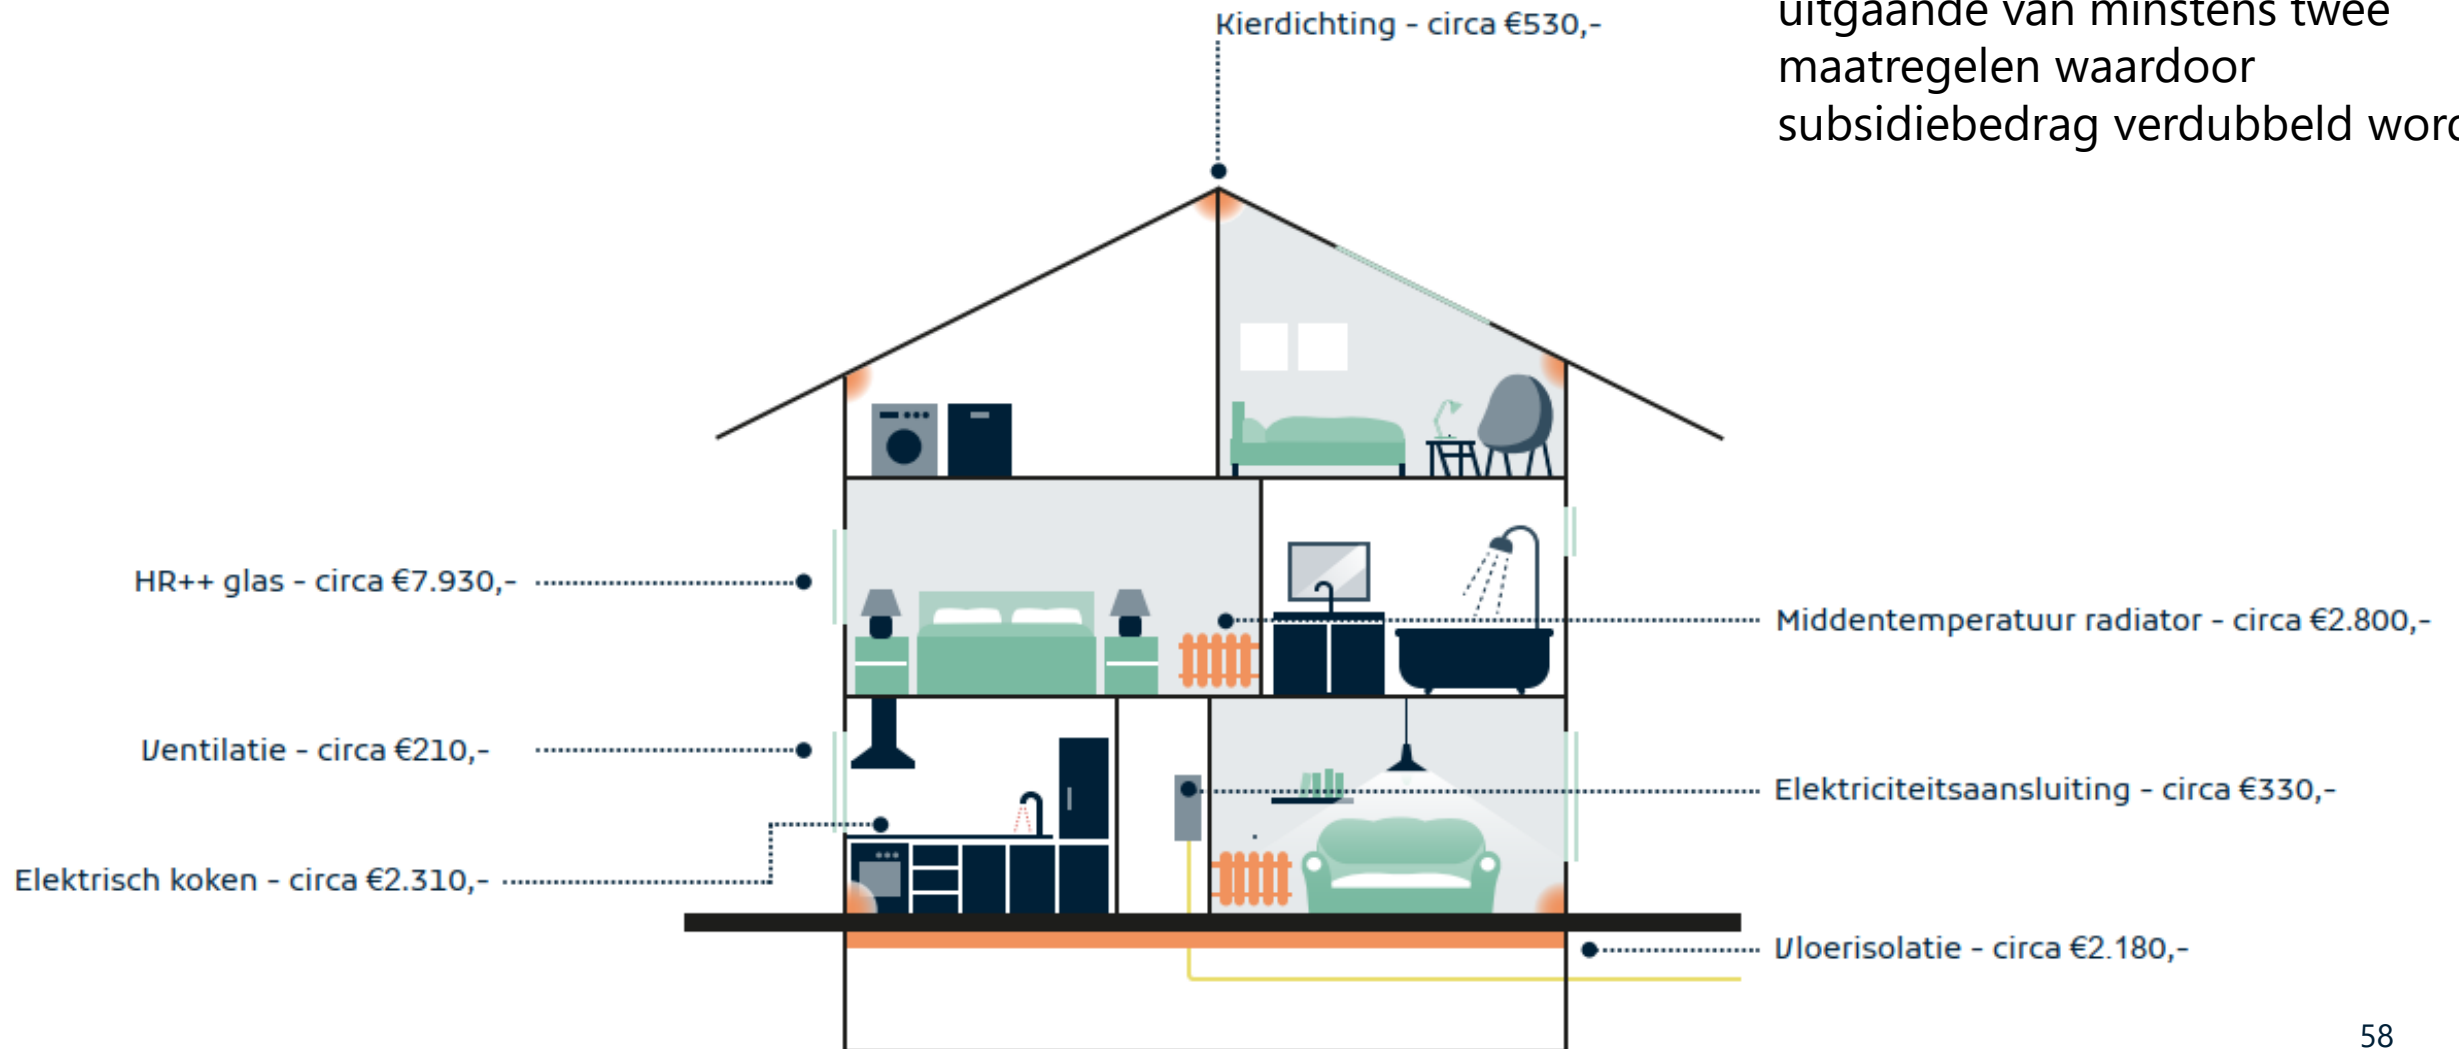 Kierdichting - circa €530,-
uitgaande van minstens twee
maatregelen waardoor
subsidiebedrag verdubbeld
HR++ glas - circa €7.930,-
Middentemperatuur radiator - circa €2.800,-
Ventilatie - circa €210,-
Elektriciteitsaansluiting - circa €330,-
Elektrisch koken - circa €2.310,-
Vloerisolatie - circa €2.180,-
58